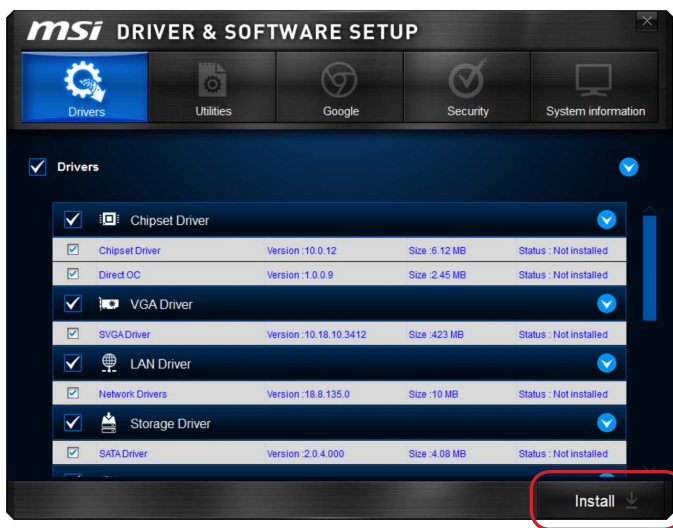 msi DRIVER & SOFTWARE SETUP
Drivers Utilities Google Security System information
Drivers
Chipset Driver
Chipset Driver Version :10.0.12 Size :6.12 MB Status : Not installed
Direct OC Version :1.0.0.9 Size :2.45 MB Status : Not installed
VGA Driver
SVGA Driver Version :10.18.10.3412 Size :423 MB Status : Not installed
LAN Driver
Network Drivers Version :18.8.135.0 Size :10 MB Status : Not installed
Storage Driver
SATA Driver Version :2.0.4.000 Size :4.08 MB Status : Not installed
Install